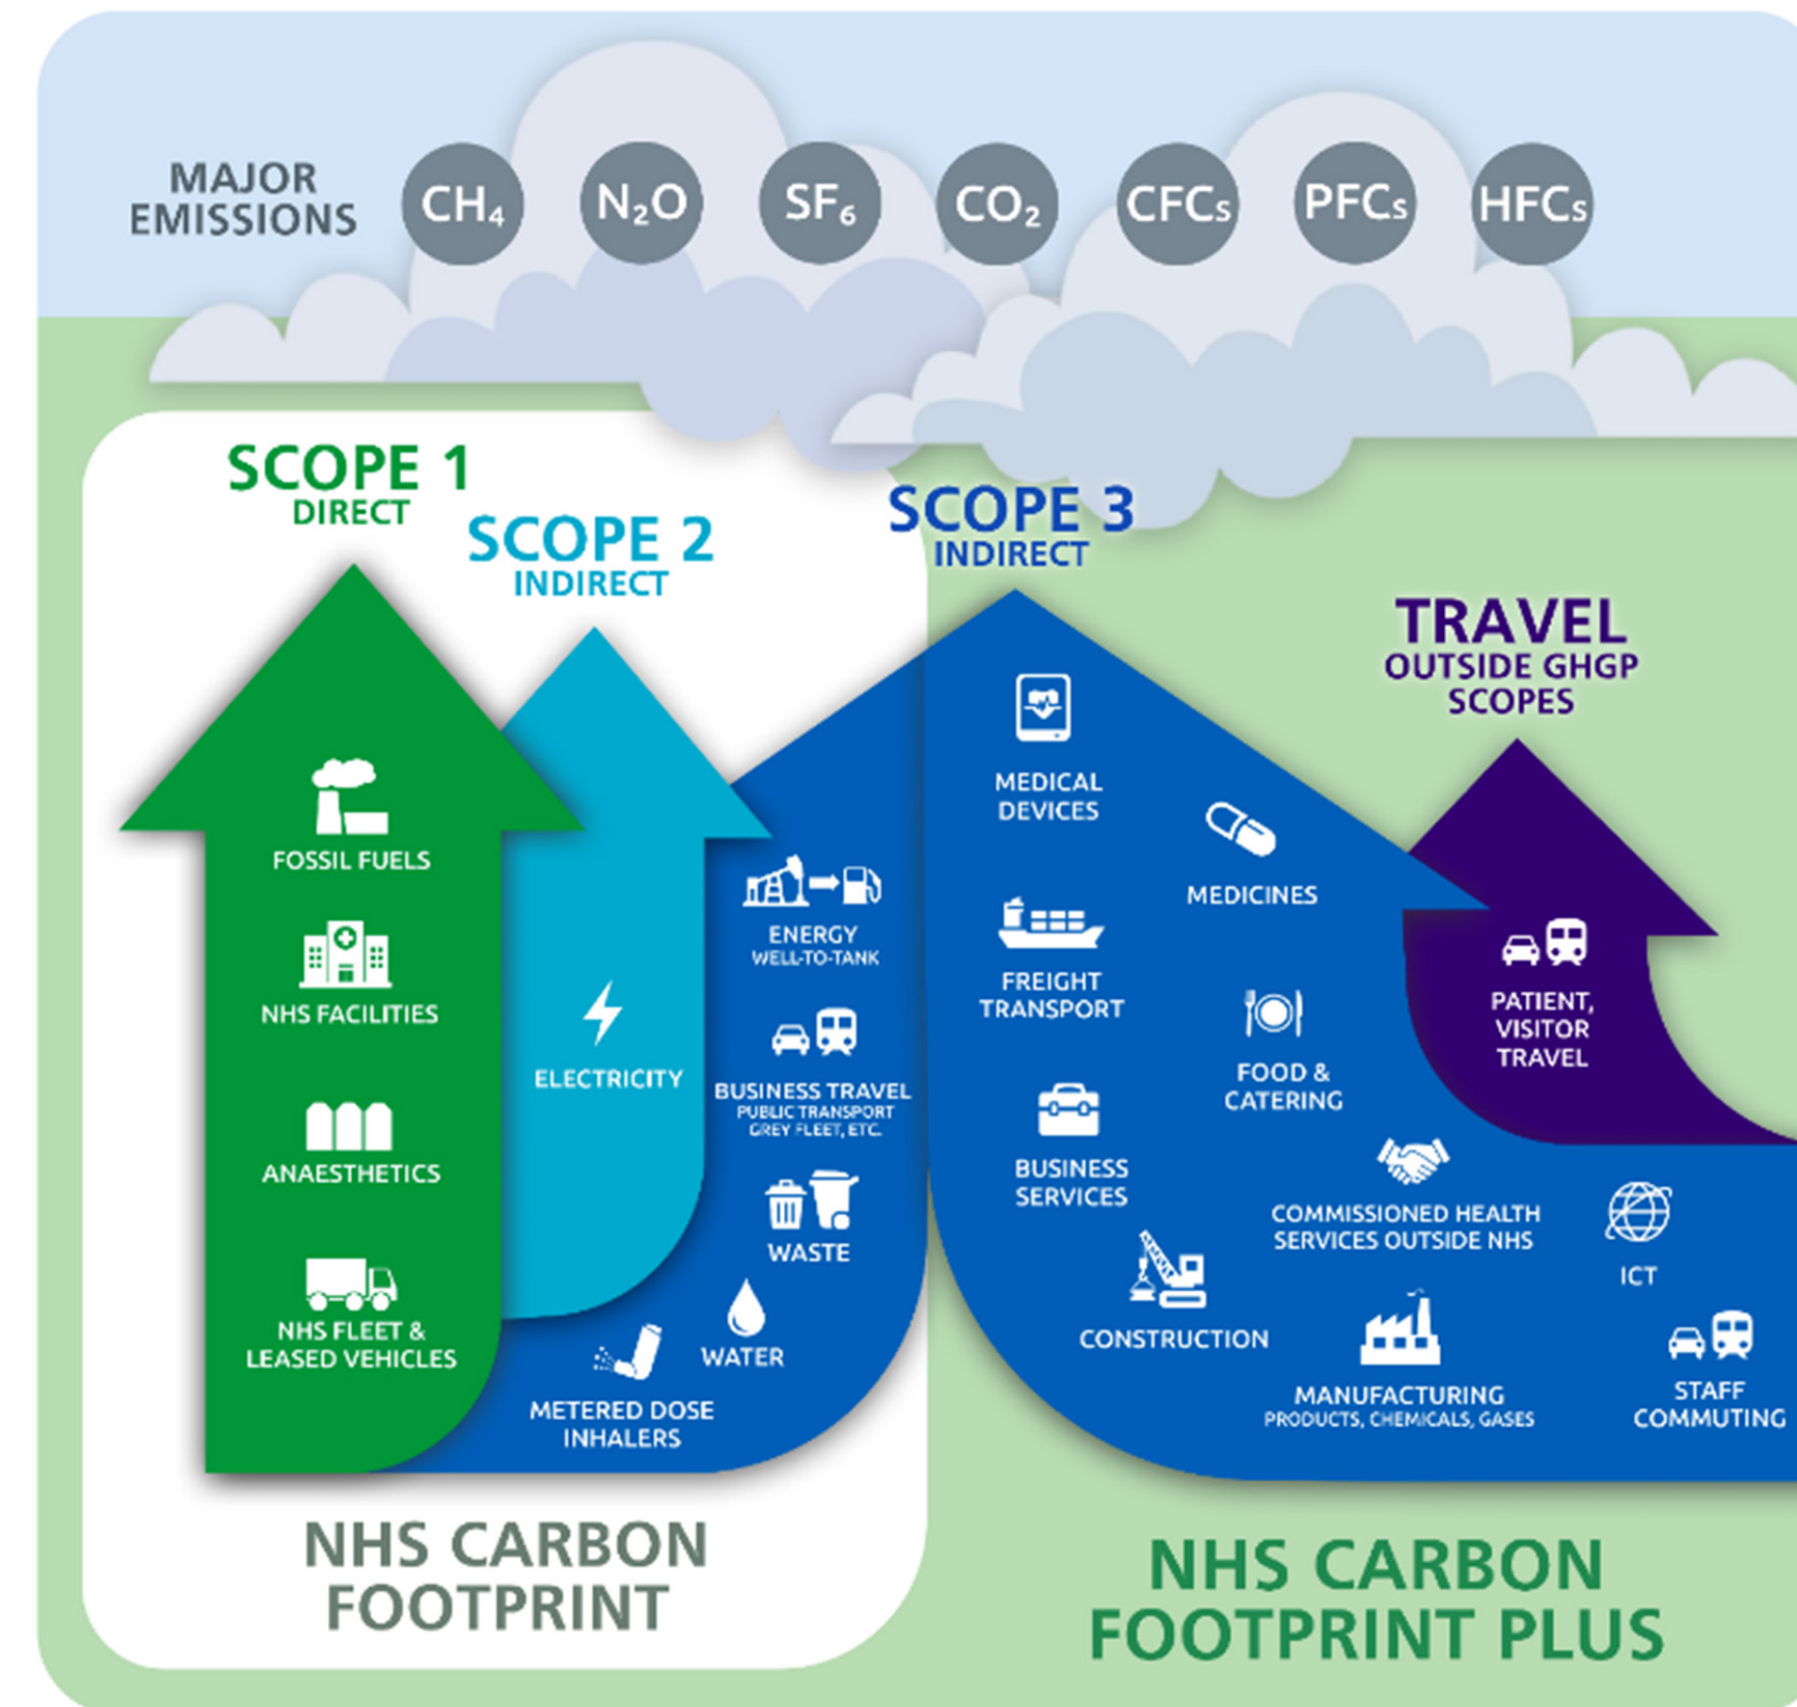 MAJOR
EMISSIONS
CH₄
N₂O
SF₆
CO₂
CFCs
PFCs
HFCs
SCOPE 1
DIRECT
SCOPE 2
INDIRECT
SCOPE 3
INDIRECT
TRAVEL
OUTSIDE GHGP
SCOPES
FOSSIL FUELS
NHS FACILITIES
ANAESTHETICS
NHS FLEET &
LEASED VEHICLES
ELECTRICITY
ENERGY
WELL-TO-TANK
BUSINESS TRAVEL
PUBLIC TRANSPORT
GREY FLEET, ETC.
WASTE
WATER
METERED DOSE
INHALERS
MEDICAL
DEVICES
MEDICINES
FREIGHT
TRANSPORT
FOOD &
CATERING
BUSINESS
SERVICES
COMMISSIONED HEALTH
SERVICES OUTSIDE NHS
CONSTRUCTION
MANUFACTURING
PRODUCTS, CHEMICALS, GASES
ICT
STAFF
COMMUTING
PATIENT,
VISITOR
TRAVEL
NHS CARBON
FOOTPRINT
NHS CARBON
FOOTPRINT PLUS